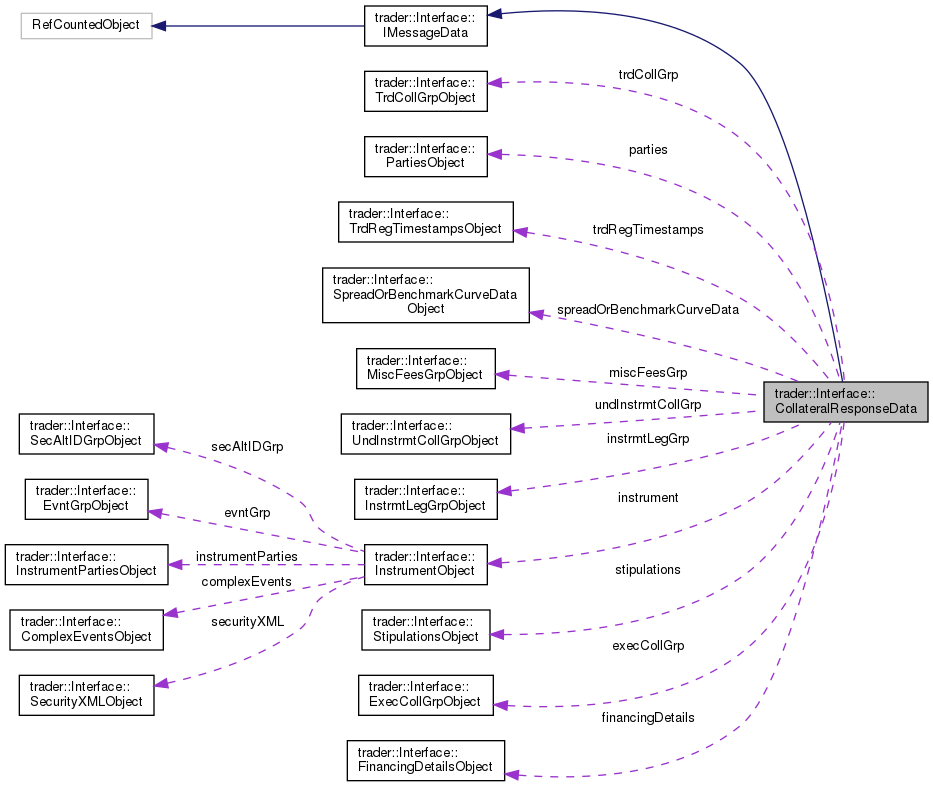 RefCountedObject
trader::Interface::
IMessageData
trdCollGrp
trader::Interface::
TrdCollGrpObject
parties
trader::Interface::
PartiesObject
trdRegTimestamps
trader::Interface::
TrdRegTimestampsObject
trader::Interface::
SpreadOrBenchmarkCurveData
Object
spreadOrBenchmarkCurveData
trader::Interface::
MiscFeesGrpObject
miscFeesGrp
trader::Interface::
CollateralResponseData
undInstrmtCollGrp
trader::Interface::
UndInstrmtCollGrpObject
trader::Interface::
SecAltIDGrpObject
secAltIDGrp
instrmtLegGrp
trader::Interface::
InstrmtLegGrpObject
instrument
trader::Interface::
EvntGrpObject
evntGrp
trader::Interface::
InstrumentPartiesObject
instrumentParties
trader::Interface::
InstrumentObject
complexEvents
stipulations
trader::Interface::
ComplexEventsObject
securityXML
trader::Interface::
StipulationsObject
execCollGrp
trader::Interface::
SecurityXMLObject
trader::Interface::
ExecCollGrpObject
financingDetails
trader::Interface::
FinancingDetailsObject